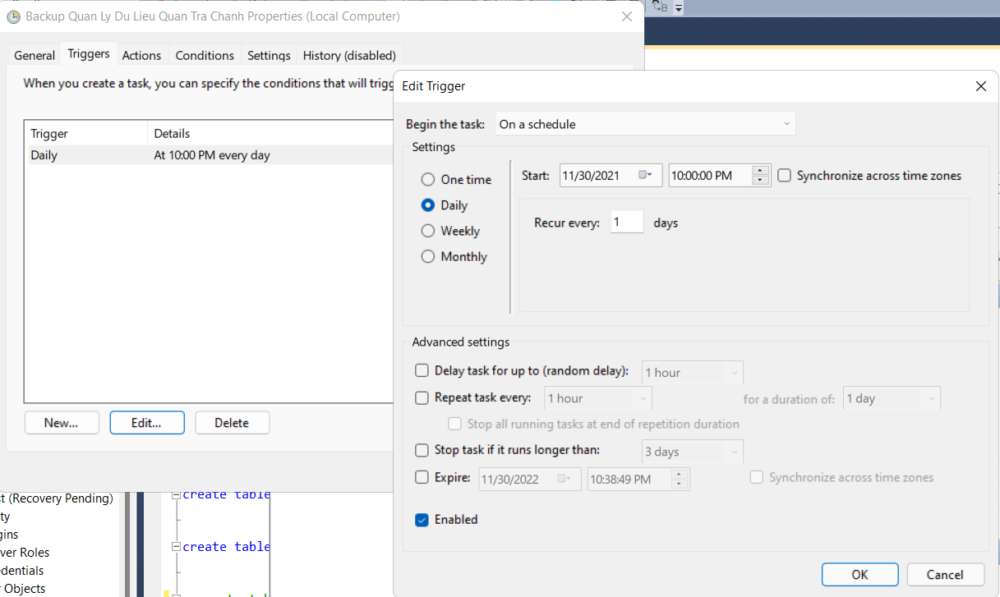 Backup Quan Ly Du Lieu Quan Tra Chanh Properties (Local Computer)
General Triggers Actions Conditions Settings History (disabled)
When you create a task, you can specify the conditions that will trigg
Trigger Details
Daily At 10:00 PM every day
New... Edit... Delete
Edit Trigger
Begin the task: On a schedule
Settings
One time
Daily
Weekly
Monthly
Start: 11/30/2021 10:00:00 PM Synchronize across time zones
Recur every: 1 days
Advanced settings
Delay task for up to (random delay): 1 hour
Repeat task every: 1 hour for a duration of: 1 day
Stop all running tasks at end of repetition duration
Stop task if it runs longer than: 3 days
Expire: 11/30/2022 10:38:49 PM Synchronize across time zones
Enabled
OK Cancel
t (Recovery Pending)
ty
gins
ver Roles
dentials
r Objects
create table
create table